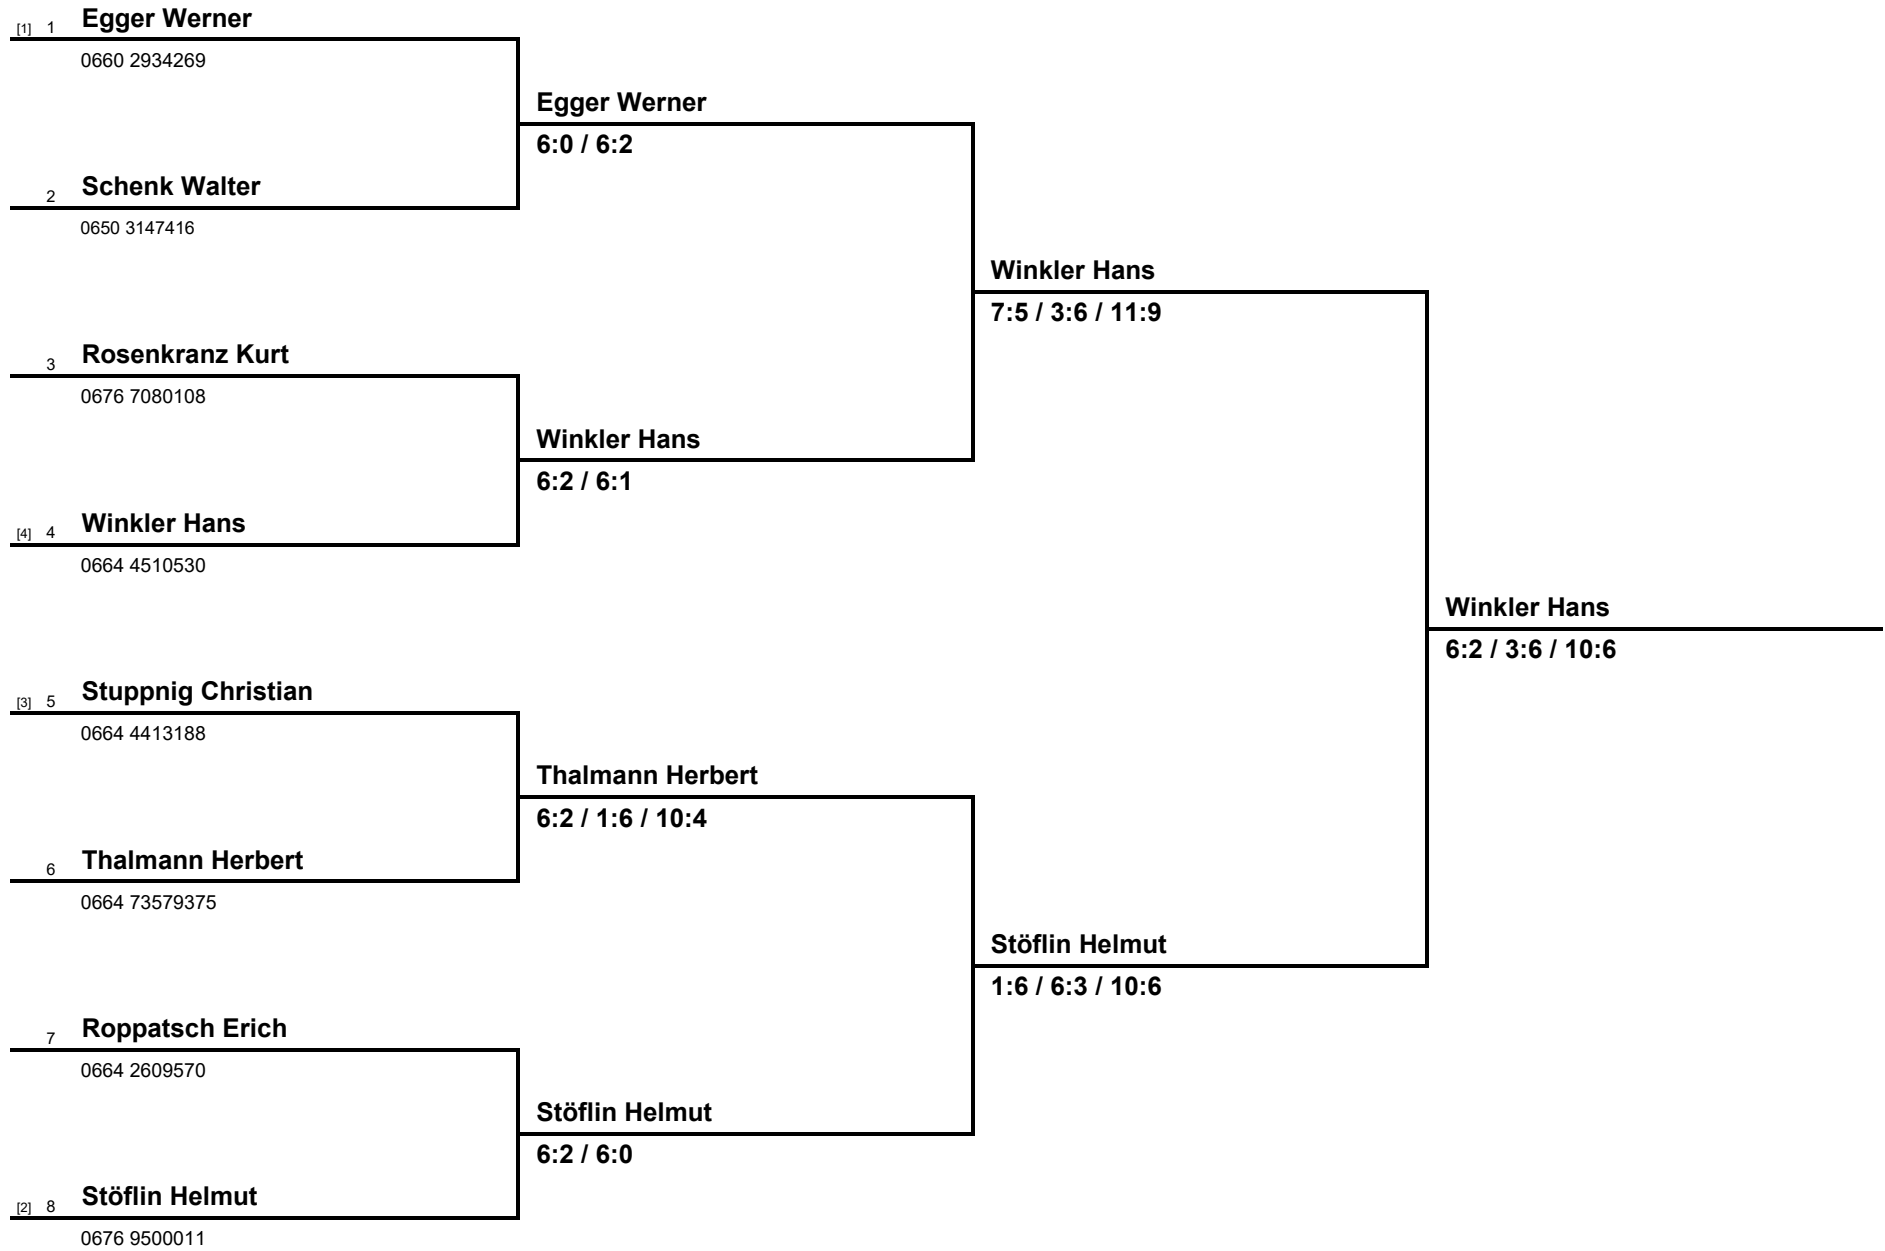 [1] 1 Egger Werner
0660 2934269
Egger Werner
6:0 / 6:2
2 Schenk Walter
0650 3147416
Winkler Hans
7:5 / 3:6 / 11:9
3 Rosenkranz Kurt
0676 7080108
Winkler Hans
6:2 / 6:1
[4] 4 Winkler Hans
0664 4510530
Winkler Hans
6:2 / 3:6 / 10:6
[3] 5 Stuppnig Christian
0664 4413188
Thalmann Herbert
6:2 / 1:6 / 10:4
6 Thalmann Herbert
0664 73579375
Stöflin Helmut
1:6 / 6:3 / 10:6
7 Roppatsch Erich
0664 2609570
Stöflin Helmut
6:2 / 6:0
[2] 8 Stöflin Helmut
0676 9500011